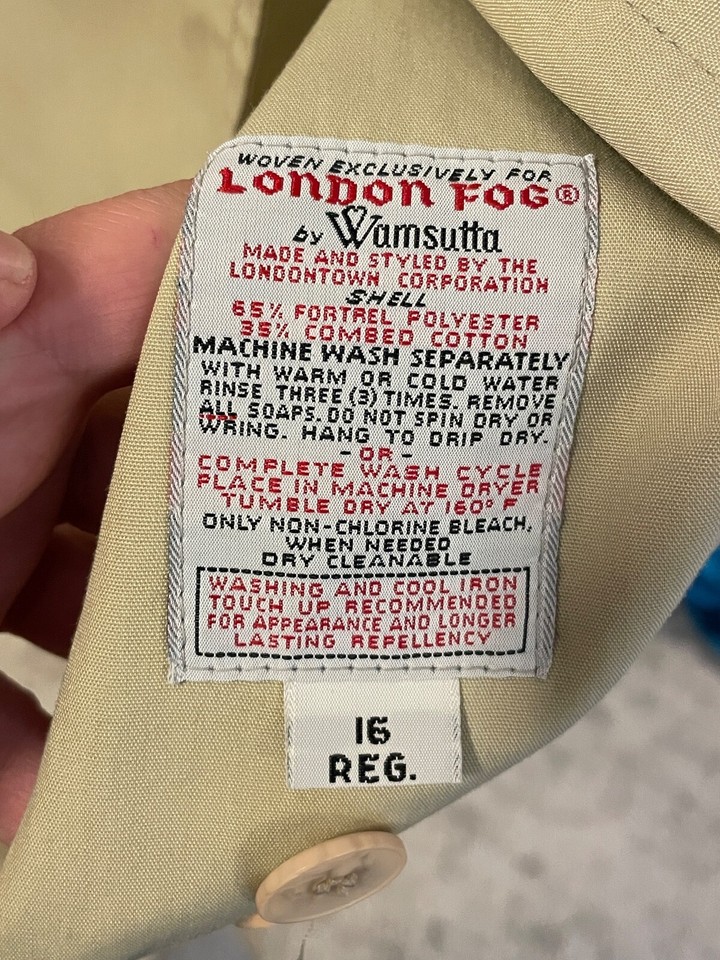 WOVEN EXCLUSIVELY FOR
LONDON FOG®
by Wamsutta
MADE AND STYLED BY THE
LONDONTOWN CORPORATION
SHELL
65% FORTREL POLYESTER
35% COMBED COTTON
MACHINE WASH SEPARATELY
WITH WARM OR COLD WATER
RINSE THREE (3) TIMES. REMOVE
ALL SOAPS. DO NOT SPIN DRY OR
WRING. HANG TO DRIP DRY.
- OR -
COMPLETE WASH CYCLE
PLACE IN MACHINE DRYER
TUMBLE DRY AT 160° F
ONLY NON-CHLORINE BLEACH,
WHEN NEEDED
DRY CLEANABLE
WASHING AND COOL IRON
TOUCH UP RECOMMENDED
FOR APPEARANCE AND LONGER
LASTING REPELLENCY
16
REG.